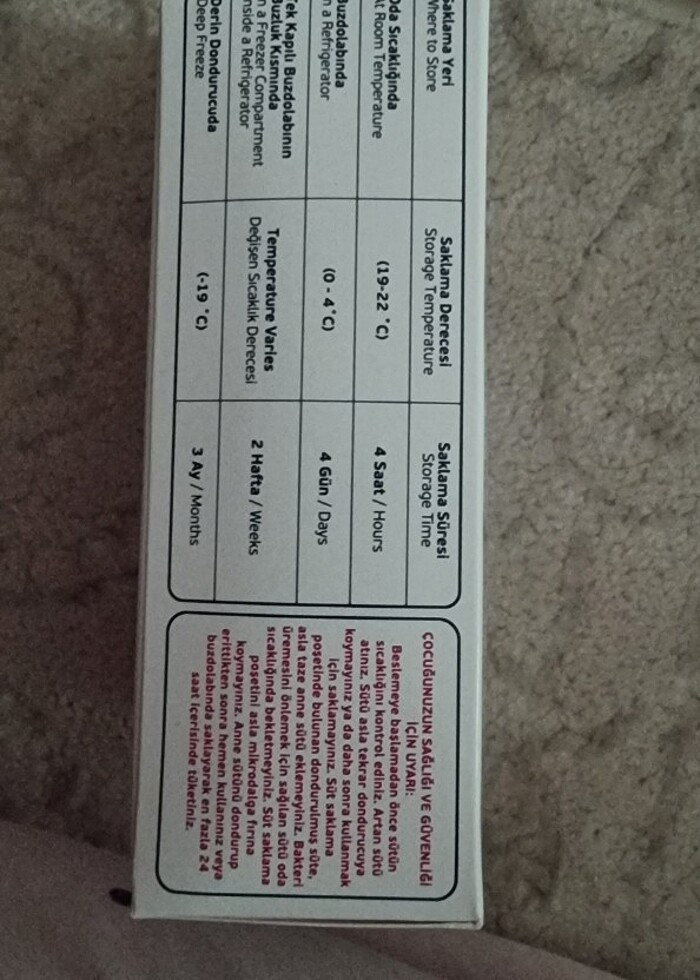 Saklama Yeri
Where to Store
Saklama Derecesi
Storage Temperature
Saklama Süresi
Storage Time
Oda Sıcaklığında
At Room Temperature
(19-22 °C)
4 Saat / Hours
Buzdolabında
In a Refrigerator
(0 - 4°C)
4 Gün / Days
Tek Kapılı Buzdolabının
Buzluk Kısmında
In a Freezer Compartment
Inside a Refrigerator
Temperature Varies
Değişen Sıcaklık Derecesi
2 Hafta / Weeks
Derin Dondurucuda
Deep Freeze
(-19 °C)
3 Ay / Months
ÇOCUĞUNUZUN SAĞLIĞI VE GÜVENLİĞİ
İÇİN UYARI:
Beslemeye başlamadan önce sütün
sıcaklığını kontrol ediniz. Artan sütü
atınız. Sütü asla tekrar dondurucuya
koymayınız ya da daha sonra kullanmak
için saklamayınız. Süt saklama
poşetinde bulunan dondurulmuş süte,
asla taze anne sütü eklemeyiniz. Bakteri
üremesini önlemek için sağılan sütü oda
sıcaklığında bekletmeyiniz. Süt saklama
poşetini asla mikrodalga fırına
koymayınız. Anne sütünü dondurup
erittikten sonra hemen kullanınız veya
buzdolabında saklayarak en fazla 24
saat içerisinde tüketiniz.